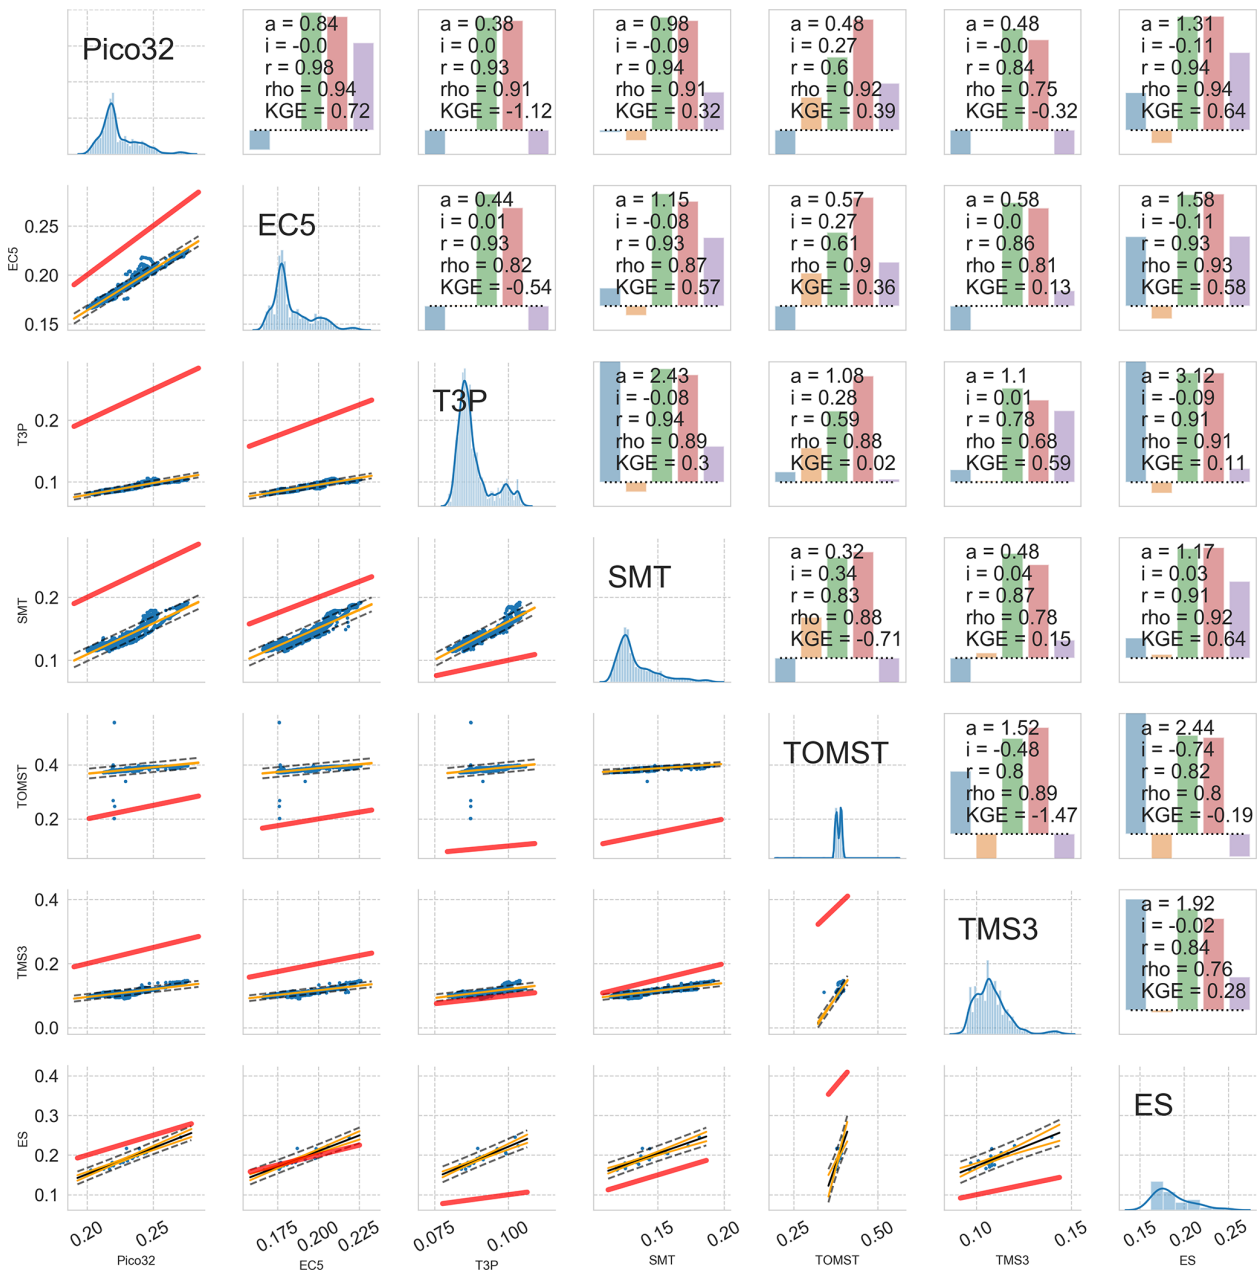 Pico32
a = 0.84
i = -0.0
r = 0.98
rho = 0.94
KGE = 0.72
a = 0.38
i = 0.0
r = 0.93
rho = 0.91
KGE = -1.12
a = 0.98
i = -0.09
r = 0.94
rho = 0.91
KGE = 0.32
a = 0.48
i = 0.27
r = 0.6
rho = 0.92
KGE = 0.39
a = 0.48
i = -0.0
r = 0.84
rho = 0.75
KGE = -0.32
a = 1.31
i = -0.11
r = 0.94
rho = 0.94
KGE = 0.64
EC5
0.25
0.20
0.15
EC5
a = 0.44
i = 0.01
r = 0.93
rho = 0.82
KGE = -0.54
a = 1.15
i = -0.08
r = 0.93
rho = 0.87
KGE = 0.57
a = 0.57
i = 0.27
r = 0.61
rho = 0.9
KGE = 0.36
a = 0.58
i = 0.0
r = 0.86
rho = 0.81
KGE = 0.13
a = 1.58
i = -0.11
r = 0.93
rho = 0.93
KGE = 0.58
T3P
0.2
0.1
T3P
a = 2.43
i = -0.08
r = 0.94
rho = 0.89
KGE = 0.3
a = 1.08
i = 0.28
r = 0.59
rho = 0.88
KGE = 0.02
a = 1.1
i = 0.01
r = 0.78
rho = 0.68
KGE = 0.59
a = 3.12
i = -0.09
r = 0.91
rho = 0.91
KGE = 0.11
SMT
0.2
0.1
SMT
a = 0.32
i = 0.34
r = 0.83
rho = 0.88
KGE = -0.71
a = 0.48
i = 0.04
r = 0.87
rho = 0.78
KGE = 0.15
a = 1.17
i = 0.03
r = 0.91
rho = 0.92
KGE = 0.64
TOMST
0.4
0.2
TOMST
a = 1.52
i = -0.48
r = 0.8
rho = 0.89
KGE = -1.47
a = 2.44
i = -0.74
r = 0.82
rho = 0.8
KGE = -0.19
TMS3
0.4
0.2
0.0
TMS3
a = 1.92
i = -0.02
r = 0.84
rho = 0.76
KGE = 0.28
ES
0.4
0.3
0.2
0.1
ES
0.20 0.25
0.175 0.200 0.225
0.075 0.100
0.15 0.20
0.25 0.50
0.10 0.15
0.15 0.20 0.25
Pico32
EC5
T3P
SMT
TOMST
TMS3
ES